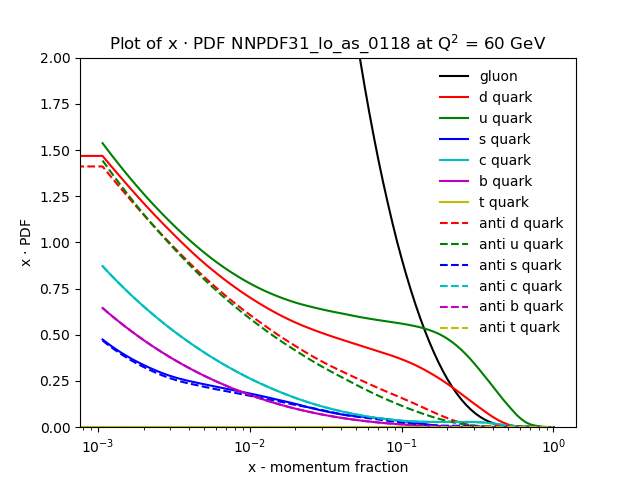 Plot of x · PDF NNPDF31_lo_as_0118 at Q² = 60 GeV
2.00
1.75
1.50
1.25
1.00
0.75
0.50
0.25
0.00
x · PDF
gluon
d quark
u quark
s quark
c quark
b quark
t quark
anti d quark
anti u quark
anti s quark
anti c quark
anti b quark
anti t quark
10⁻³
10⁻²
10⁻¹
10⁰
x - momentum fraction